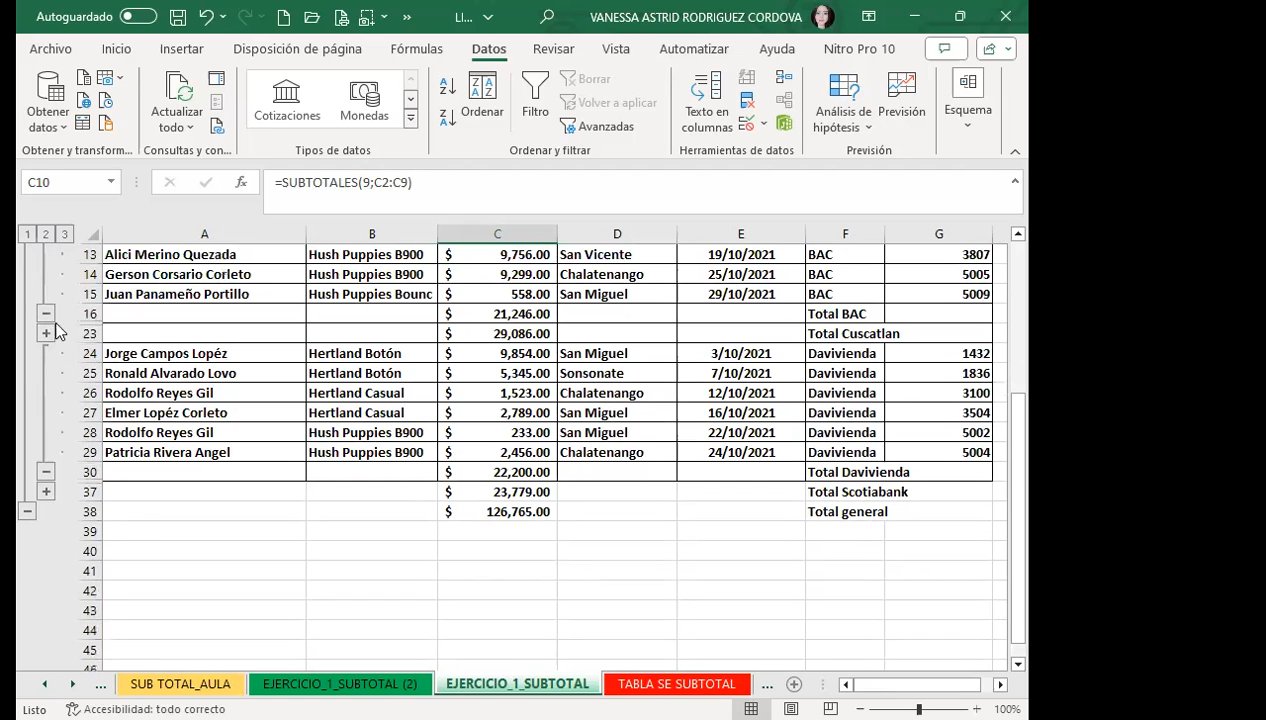 Autoguardado LI... VANESSA ASTRID RODRIGUEZ CORDOVA
Archivo Inicio Insertar Disposición de página Fórmulas Datos Revisar Vista Automatizar Ayuda Nitro Pro 10
Obtener datos Actualizar todo Cotizaciones Monedas Ordenar Filtro Borrar Volver a aplicar Avanzadas Texto en columnas Análisis de hipótesis Previsión Esquema
Obtener y transform... Consultas y con... Tipos de datos Ordenar y filtrar Herramientas de datos Previsión
C10 fx =SUBTOTALES(9;C2:C9)
1 2 3 A B C D E F G
13 Alici Merino Quezada Hush Puppies B900 $ 9,756.00 San Vicente 19/10/2021 BAC 3807
14 Gerson Corsario Corleto Hush Puppies B900 $ 9,299.00 Chalatenango 25/10/2021 BAC 5005
15 Juan Panameño Portillo Hush Puppies Bounc $ 558.00 San Miguel 29/10/2021 BAC 5009
16 $ 21,246.00 Total BAC
23 $ 29,086.00 Total Cuscatlan
24 Jorge Campos Lopéz Hertland Botón $ 9,854.00 San Miguel 3/10/2021 Davivienda 1432
25 Ronald Alvarado Lovo Hertland Botón $ 5,345.00 Sonsonate 7/10/2021 Davivienda 1836
26 Rodolfo Reyes Gil Hertland Casual $ 1,523.00 Chalatenango 12/10/2021 Davivienda 3100
27 Elmer Lopéz Corleto Hertland Casual $ 2,789.00 San Miguel 16/10/2021 Davivienda 3504
28 Rodolfo Reyes Gil Hush Puppies B900 $ 233.00 San Miguel 22/10/2021 Davivienda 5002
29 Patricia Rivera Angel Hush Puppies B900 $ 2,456.00 Chalatenango 24/10/2021 Davivienda 5004
30 $ 22,200.00 Total Davivienda
37 $ 23,779.00 Total Scotiabank
38 $ 126,765.00 Total general
39
40
41
42
43
44
45
46
... SUB TOTAL_AULA EJERCICIO_1_SUBTOTAL (2) EJERCICIO_1_SUBTOTAL TABLA SE SUBTOTAL ...
Listo Accesibilidad: todo correcto 100%